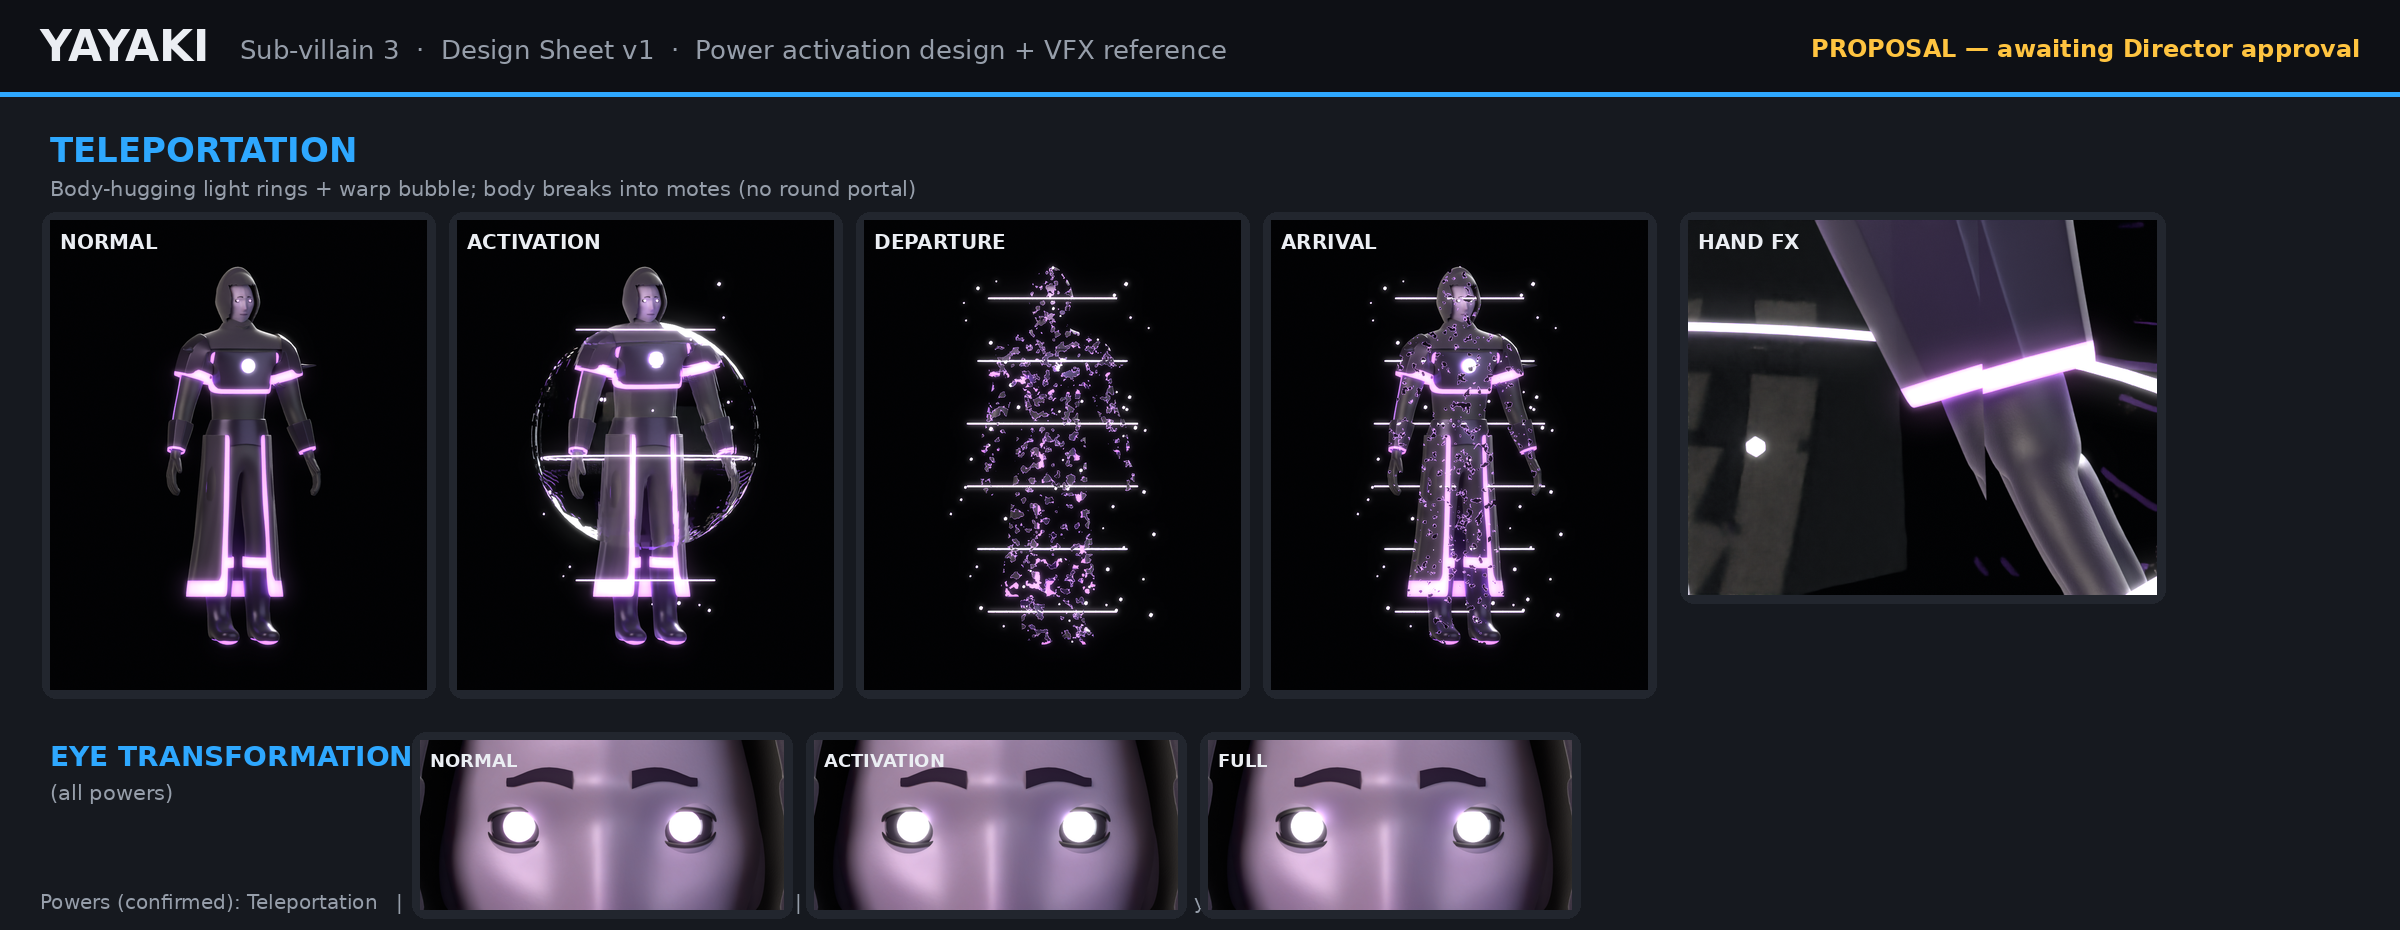 YAYAKI Sub-villain 3 · Design Sheet v1 · Power activation design + VFX reference PROPOSAL — awaiting Director approval
TELEPORTATION
Body-hugging light rings + warp bubble; body breaks into motes (no round portal)
NORMAL
ACTIVATION
DEPARTURE
ARRIVAL
HAND FX
EYE TRANSFORMATION
(all powers)
NORMAL
ACTIVATION
FULL
Powers (confirmed): Teleportation | |